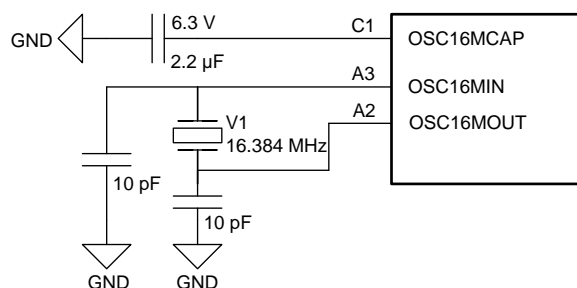 6.3 V
C1
GND
OSC16MCAP
2.2 µF
A3
OSC16MIN
V1
A2
OSC16MOUT
16.384 MHz
10 pF
10 pF
GND
GND